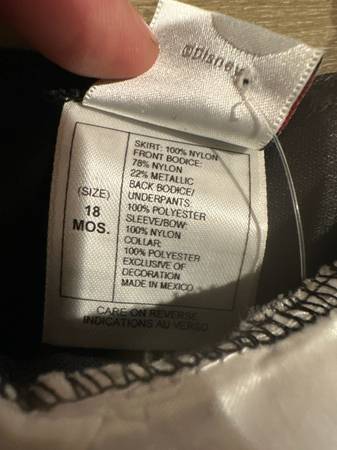 ©Disney
(SIZE)
18
MOS.
SKIRT: 100% NYLON
FRONT BODICE:
78% NYLON
22% METALLIC
BACK BODICE/
UNDERPANTS:
100% POLYESTER
SLEEVE/BOW:
100% NYLON
COLLAR:
100% POLYESTER
EXCLUSIVE OF
DECORATION
MADE IN MEXICO
CARE ON REVERSE
INDICATIONS AU VERSO